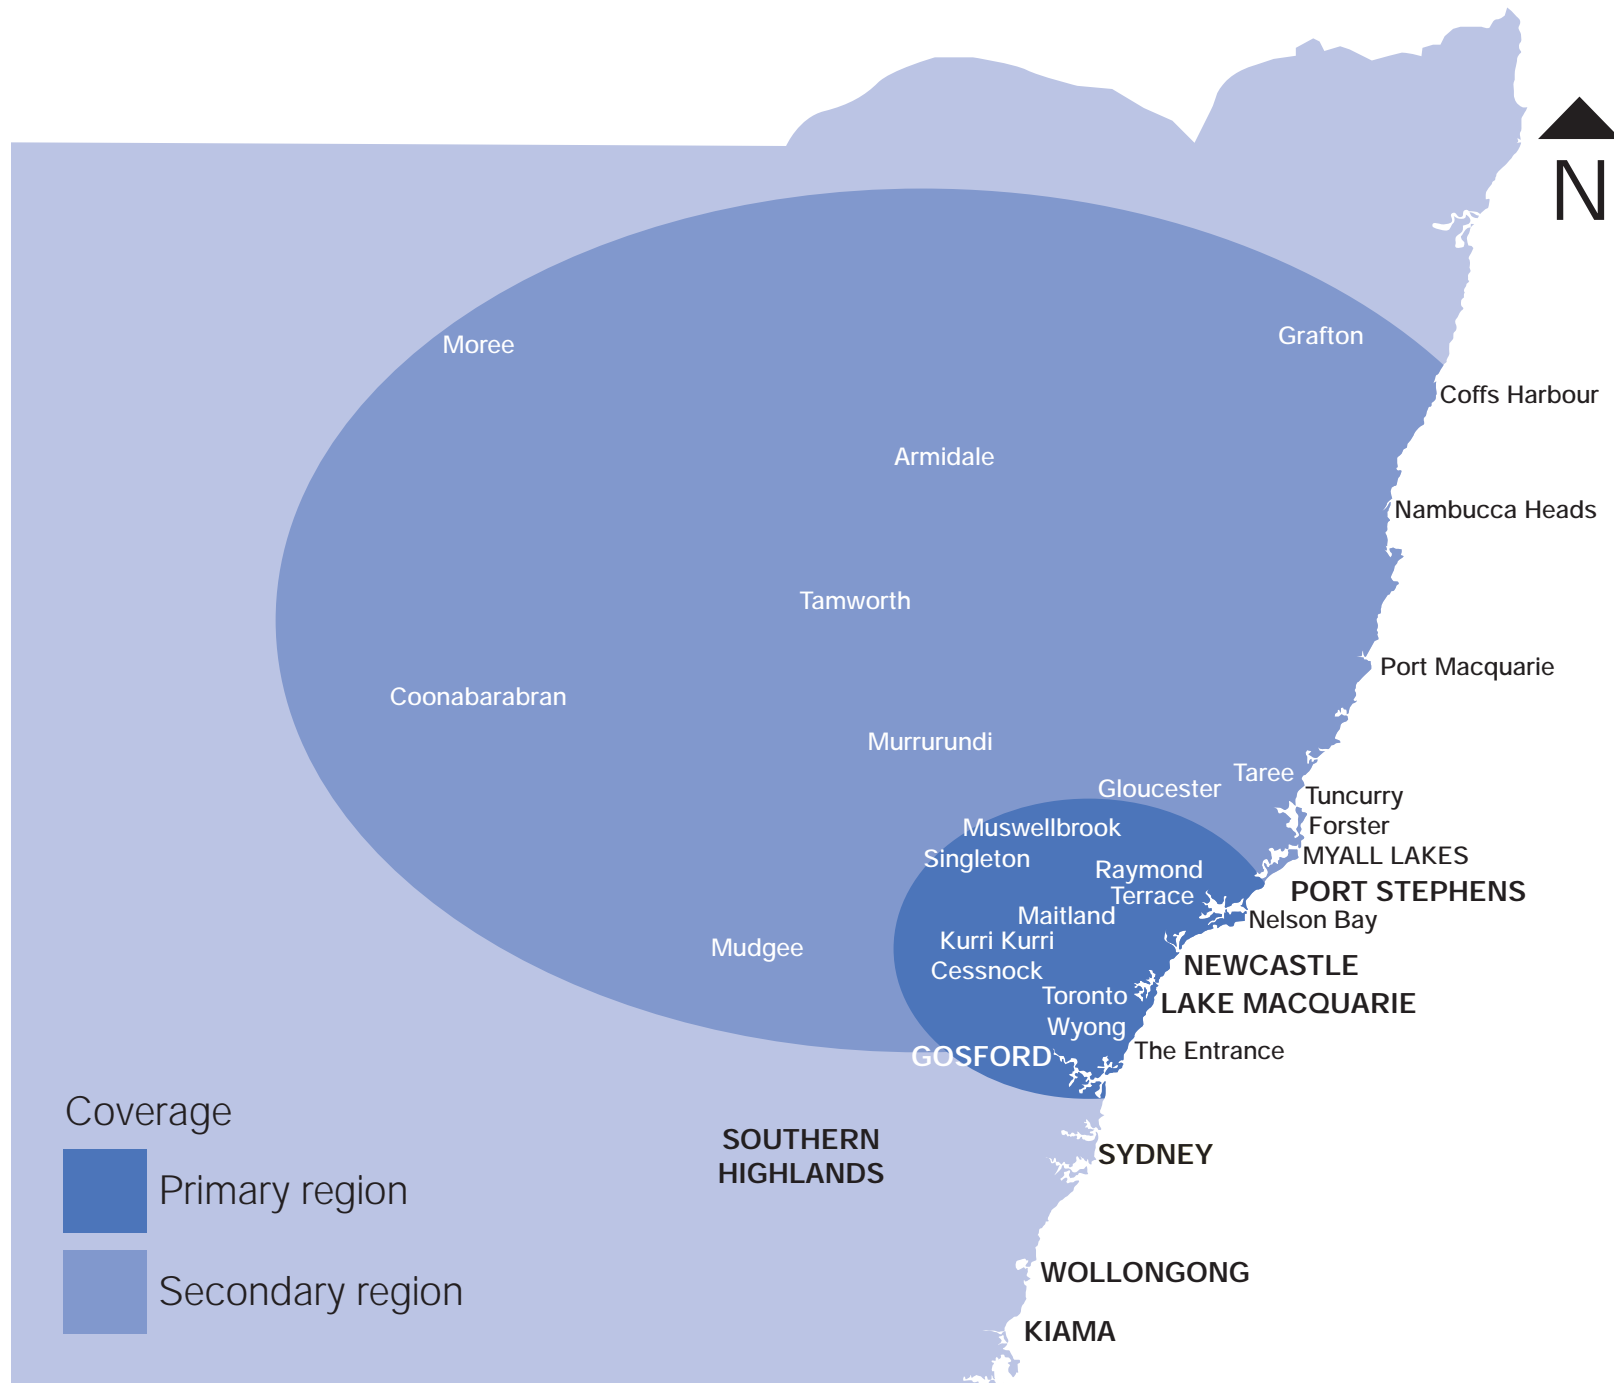 N
Moree
Grafton
Coffs Harbour
Armidale
Nambucca Heads
Tamworth
Port Macquarie
Coonabarabran
Murrurundi
Taree
Gloucester
Tuncurry
Muswellbrook
Forster
Singleton
MYALL LAKES
Raymond
Terrace
PORT STEPHENS
Maitland
Nelson Bay
Kurri Kurri
Mudgee
NEWCASTLE
Cessnock
Toronto
LAKE MACQUARIE
Wyong
The Entrance
GOSFORD
Coverage
SOUTHERN
HIGHLANDS
SYDNEY
Primary region
WOLLONGONG
Secondary region
KIAMA